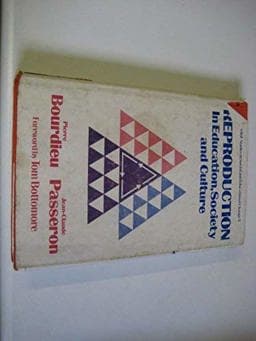 REPRODUCTION
In Education, Society
and Culture
Pierre
Bourdieu
Jean-Claude
Passeron
Foreword by Tom Bottomore